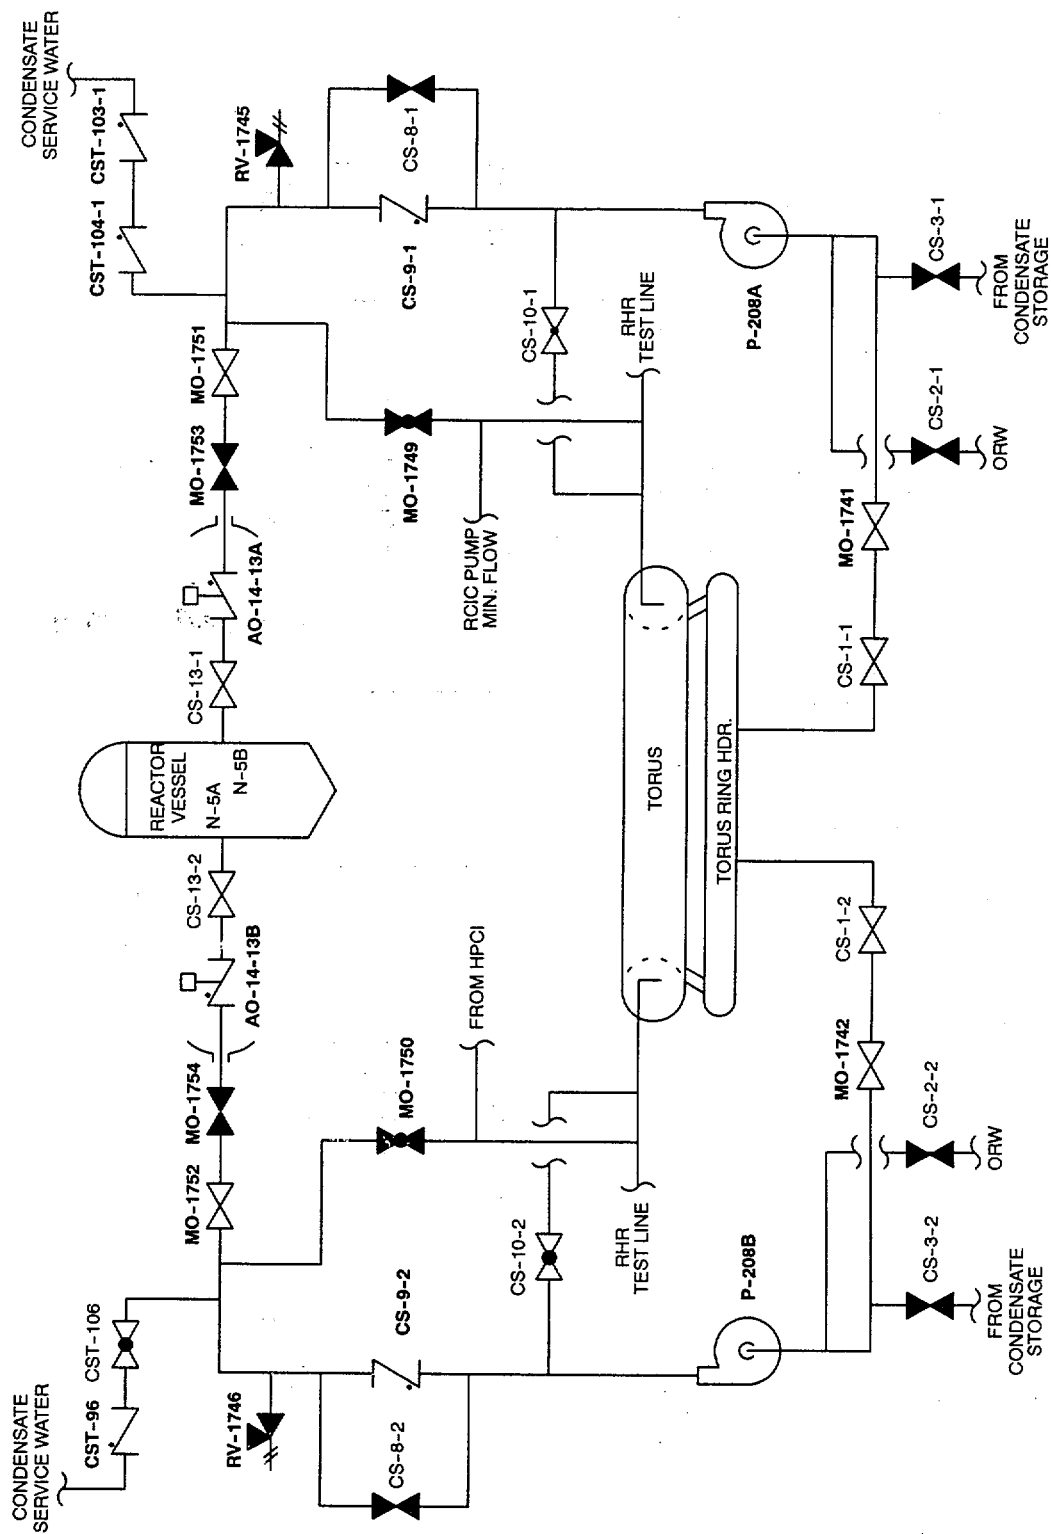 CONDENSATE
SERVICE WATER
CST-96
CST-106
MO-1752
MO-1754
AO-14-13B
CS-13-2
REACTOR
VESSEL
N-5A
N-5B
CS-13-1
AO-14-13A
MO-1753
MO-1751
CST-104-1
CST-103-1
CONDENSATE
SERVICE WATER
RV-1746
CS-8-2
CS-9-2
MO-1750
FROM HPCI
RCIC PUMP
MIN. FLOW
MO-1749
CS-9-1
RV-1745
CS-8-1
CS-10-2
RHR
TEST LINE
CS-10-1
RHR
TEST LINE
TORUS
TORUS RING HDR.
P-208B
P-208A
MO-1742
CS-1-2
CS-1-1
MO-1741
CS-3-2
FROM
CONDENSATE
STORAGE
CS-2-2
ORW
CS-2-1
ORW
CS-3-1
FROM
CONDENSATE
STORAGE